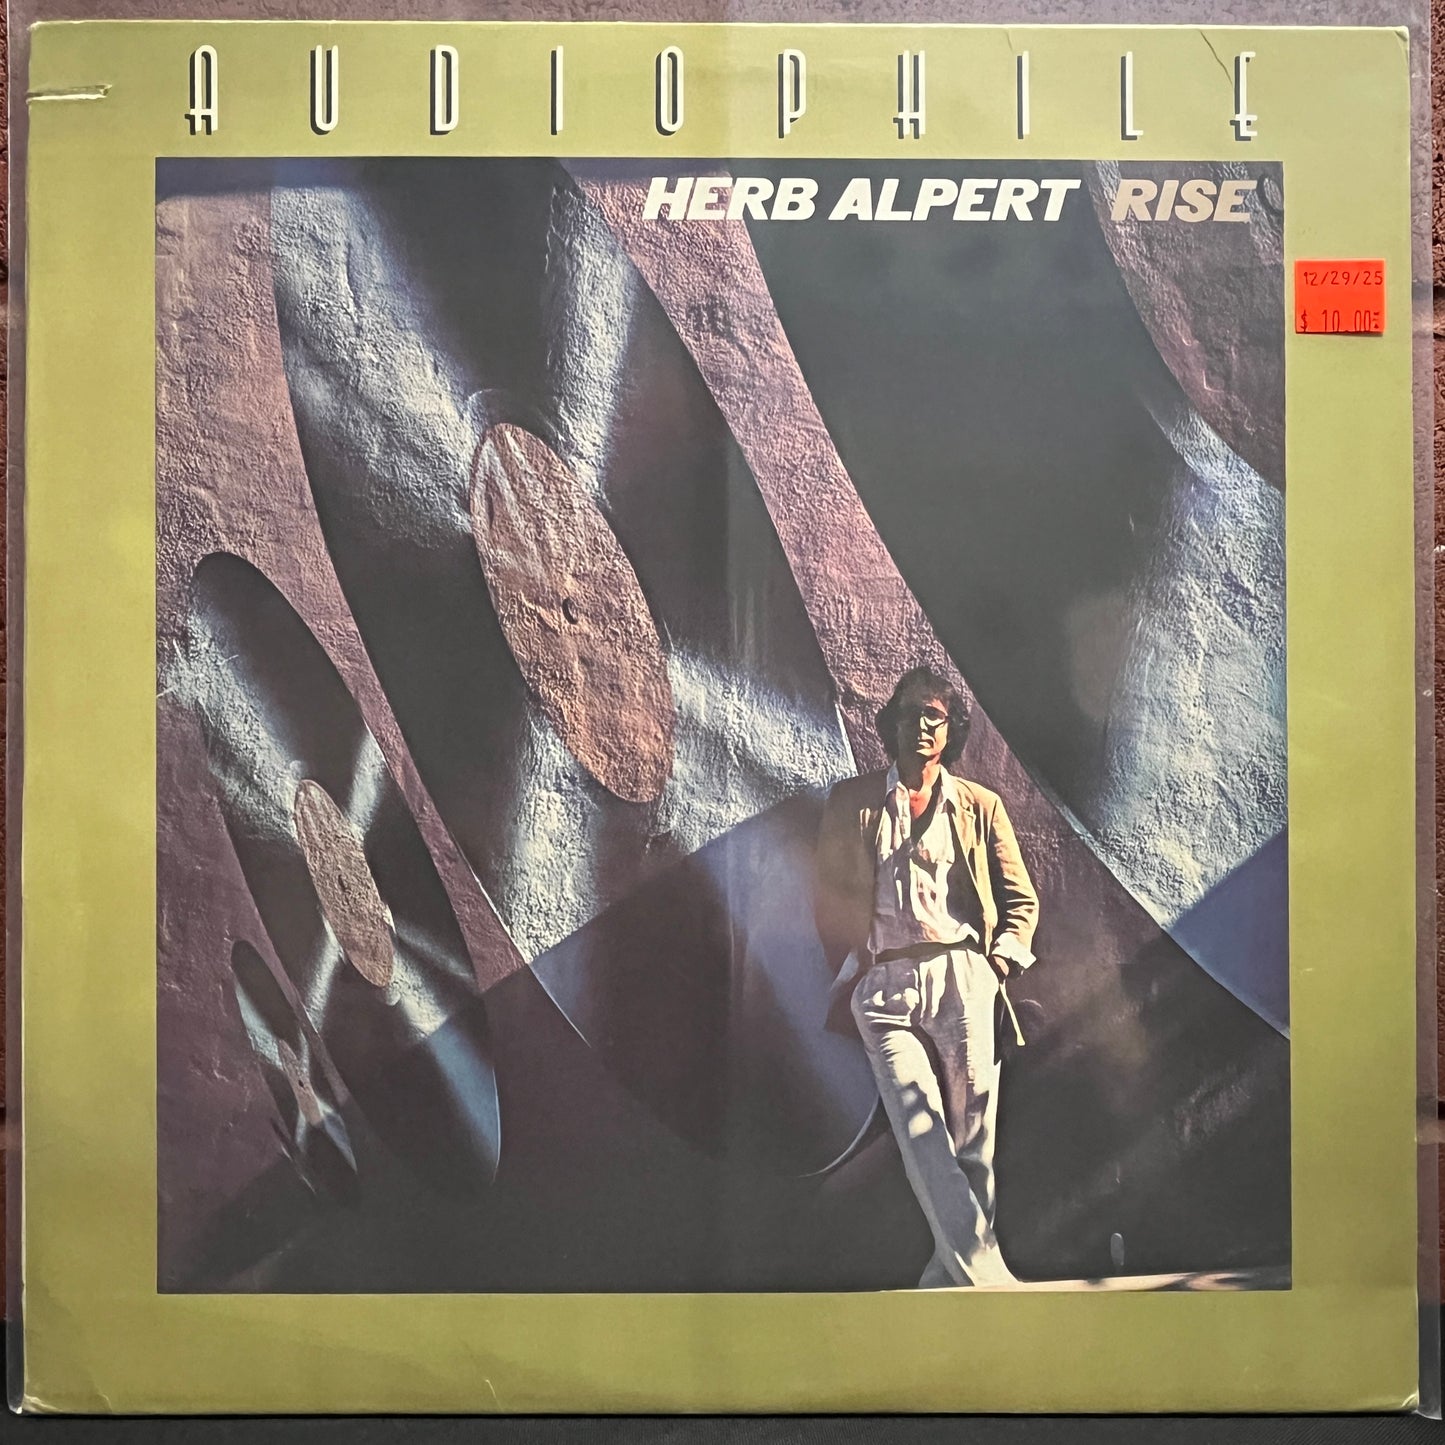 AUDIOPHILE
HERB ALPERT RISE
12/29/25
$ 10.00